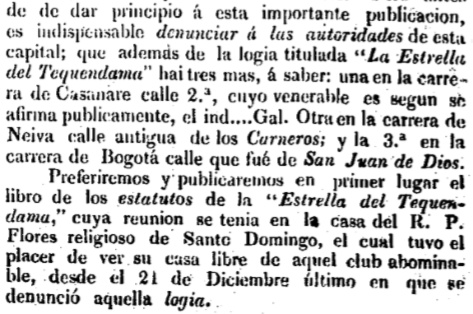 de de dar principio á esta importante publicacion,
es indispensable denunciar á las autoridades de esta
capital; que además de la logia titulada "La Estrella
del Tequendama" hai tres mas, á saber: una en la carre-
ra de Casanare calle 2.ª, cuyo venerable es segun se
afirma publicamente, el ind....Gal. Otra en la carrera de
Neiva calle antigua de los Carneros; y la 3.ª en la
carrera de Bogotá calle que fué de San Juan de Dios.
Preferiremos y publicaremos en primer lugar el
libro de los estatutos de la "Estrella del Tequen-
dama," cuya reunion se tenia en la casa del R. P.
Flores religioso de Santo Domingo, el cual tuvo el
placer de ver su casa libre de aquel club abomina-
ble, desde el 21 de Diciembre último en que se
denunció aquella logia.